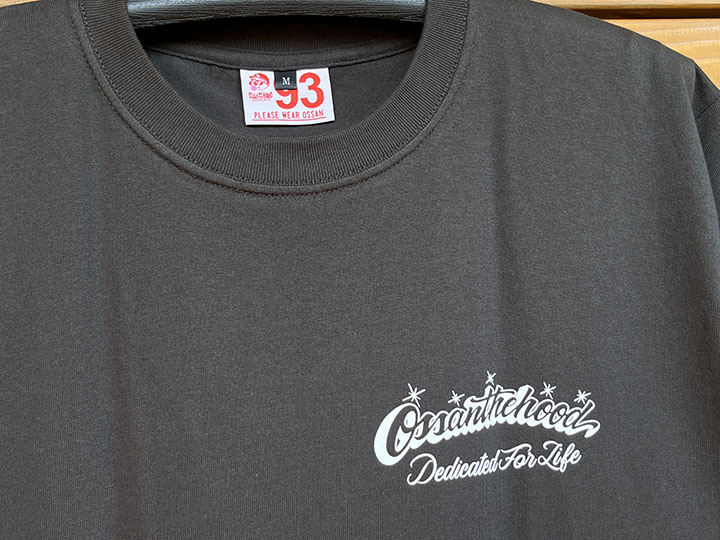 M
93
PLEASE WEAR OSSAN
Ossanthehood
Dedicated For Life